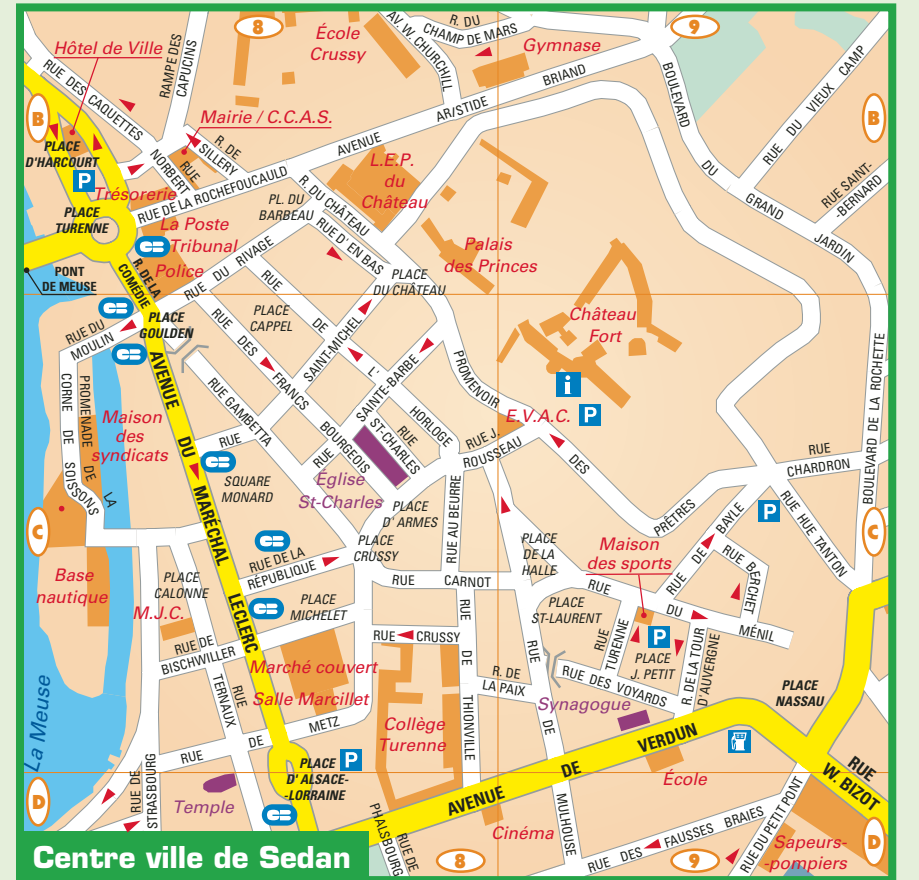 8
9
B
B
C
C
D
D
8
9
Hôtel de Ville
RUE DES CAQUETTES
RAMPE DES
CAPUCINS
École
Crussy
AV. W. CHURCHILL
R. DU
CHAMP DE MARS
Gymnase
AVENUE ARISTIDE BRIAND
BOULEVARD DU GRAND JARDIN
RUE DU VIEUX CAMP
RUE SAINT-
-BERNARD
PLACE
D'HARCOURT
P
Mairie / C.C.A.S.
R. DE
SILLERY
RUE
NORBERT
Trésorerie
RUE DE LA ROCHEFOUCAULD
PLACE
TURENNE
La Poste
Tribunal
Police
PL. DU
BARBEAU
R. DU CHÂTEAU
L.E.P.
du
Château
RUE D' EN BAS
Palais
des Princes
PLACE
DU CHÂTEAU
PONT
DE MEUSE
R. DE LA
COMÉDIE
RUE DU RIVAGE
PLACE
GOULDEN
PLACE
CAPPEL
RUE DU
MOULIN
RUE DES FRANCS BOURGEOIS
RUE SAINT-MICHEL
RUE DE L' HORLOGE
RUE SAINTE-BARBE
PROMENOIR DES PRÊTRES
Château
Fort
i
E.V.A.C.
P
BOULEVARD DE LA ROCHETTE
CORNE DE SOISSONS
PROMENADE DE LA
Maison
des
syndicats
AVENUE DU MARÉCHAL LECLERC
RUE GAMBETTA
SQUARE
MONARD
RUE
ST-CHARLES
Église
St-Charles
RUE J.
ROUSSEAU
PLACE
D' ARMES
RUE AU BEURRE
PLACE
CRUSSY
RUE DE LA
RÉPUBLIQUE
RUE
CHARDRON
RUE HUE TANTON
P
RUE DE BAYLE
RUE BERCHET
Maison
des sports
PLACE
DE LA
HALLE
RUE CARNOT
Base
nautique
PLACE
CALONNE
M.J.C.
PLACE
MICHELET
RUE DE
BISCHVILLER
RUE CRUSSY
RUE DE THIONVILLE
PLACE
ST-LAURENT
RUE DU MÉNIL
RUE
TURENNE
P
PLACE
J. PETIT
R. DE LA TOUR
D'AUVERGNE
RUE DES VOYARDS
R. DE
LA PAIX
RUE DE MULHOUSE
Synagogue
PLACE
NASSAU
Marché couvert
Salle Marcillet
RUE
TERNAUX
RUE DE METZ
Collège
Turenne
La Meuse
RUE DE
STRASBOURG
Temple
PLACE
D' ALSACE-
-LORRAINE
P
AVENUE DE VERDUN
École
RUE
W. BIZOT
RUE DE
PHALSBOURG
Cinéma
RUE DES FAUSSES BRAIES
RUE DU PETIT PONT
Sapeurs-
-pompiers
Centre ville de Sedan